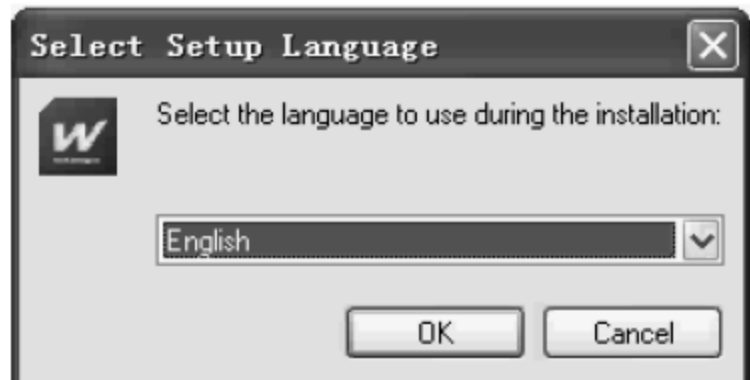 Select Setup Language
Select the language to use during the installation:
W
English
OK
Cancel